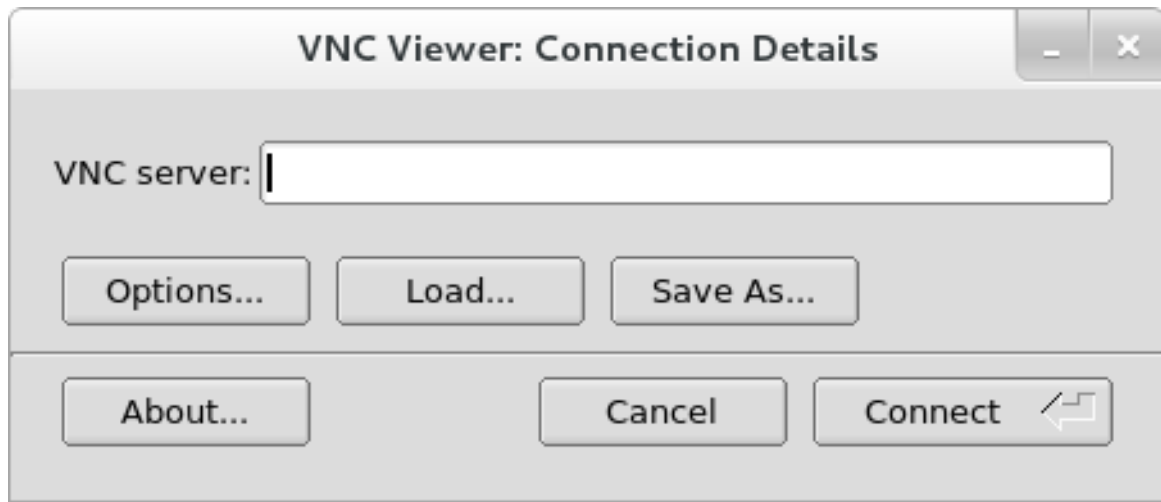 VNC Viewer: Connection Details
VNC server:
Options... Load... Save As...
About... Cancel Connect